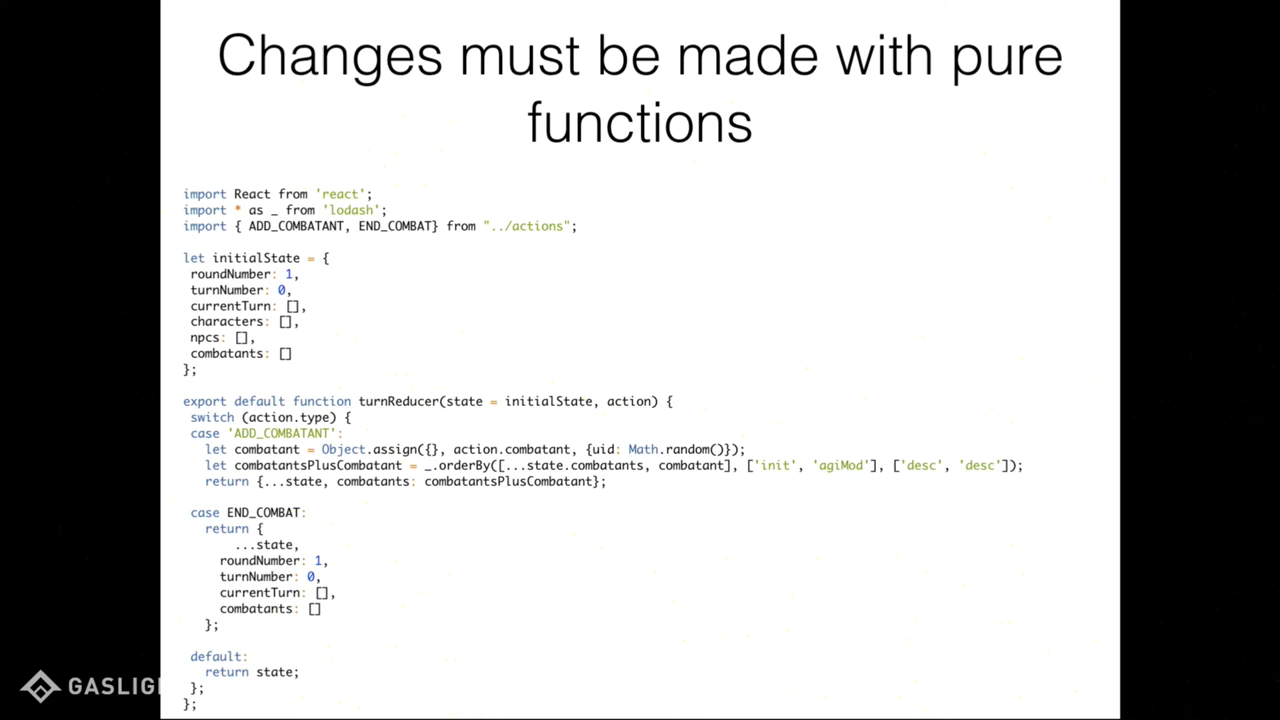 Changes must be made with pure
functions
import React from 'react';
import * as _ from 'lodash';
import { ADD_COMBATANT, END_COMBAT} from "../actions";
let initialState = {
roundNumber: 1,
turnNumber: 0,
currentTurn: [],
characters: [],
npcs: [],
combatants: []
};
export default function turnReducer(state = initialState, action) {
switch (action.type) {
case 'ADD_COMBATANT':
let combatant = Object.assign({}, action.combatant, {uid: Math.random()});
let combatantsPlusCombatant = _.orderBy([...state.combatants, combatant], ['init', 'agiMod'], ['desc', 'desc']);
return {...state, combatants: combatantsPlusCombatant};
case END_COMBAT:
return {
...state,
roundNumber: 1,
turnNumber: 0,
currentTurn: [],
combatants: []
};
default:
return state;
};
};
GASLIG